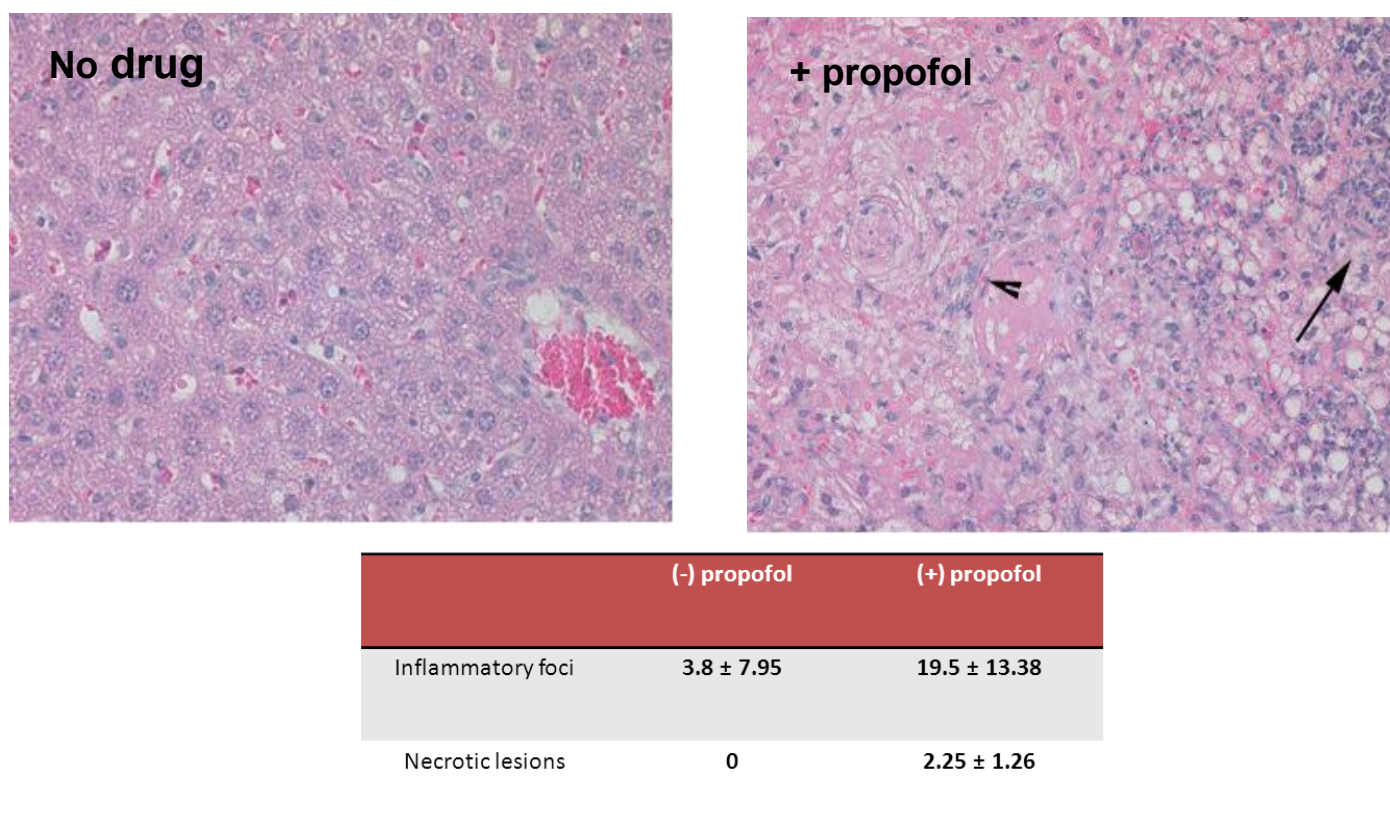 No drug
+ propofol
(-) propofol (+) propofol
Inflammatory foci 3.8 ± 7.95 19.5 ± 13.38
Necrotic lesions 0 2.25 ± 1.26